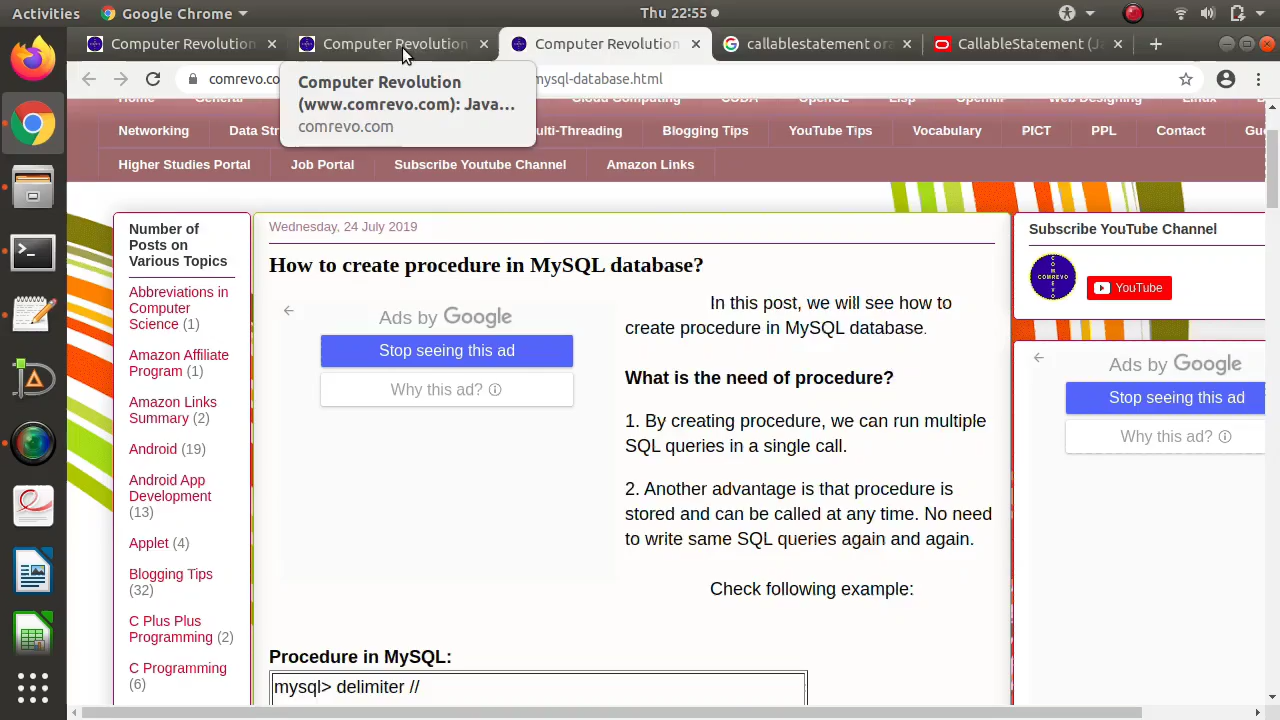 Activities
Google Chrome
Thu 22:55
Computer Revolution
Computer Revolution
Computer Revolution
callablestatement ora
CallableStatement (Ja
comrevo.co
mysql-database.html
Computer Revolution
(www.comrevo.com): Java...
comrevo.com
Home
General
Cloud Computing
CUDA
OpenCL
Lisp
OpenMP
Web Designing
Linux
Networking
Data Str
ulti-Threading
Blogging Tips
YouTube Tips
Vocabulary
PICT
PPL
Contact
Gue
Higher Studies Portal
Job Portal
Subscribe Youtube Channel
Amazon Links
Number of
Posts on
Various Topics
Abbreviations in
Computer
Science (1)
Amazon Affiliate
Program (1)
Amazon Links
Summary (2)
Android (19)
Android App
Development
(13)
Applet (4)
Blogging Tips
(32)
C Plus Plus
Programming (2)
C Programming
(6)
Wednesday, 24 July 2019
How to create procedure in MySQL database?
Ads by Google
Stop seeing this ad
Why this ad?
In this post, we will see how to
create procedure in MySQL database.
What is the need of procedure?
1. By creating procedure, we can run multiple
SQL queries in a single call.
2. Another advantage is that procedure is
stored and can be called at any time. No need
to write same SQL queries again and again.
Check following example:
Procedure in MySQL:
mysql> delimiter //
Subscribe YouTube Channel
COMREVO
YouTube
Ads by Google
Stop seeing this ad
Why this ad?